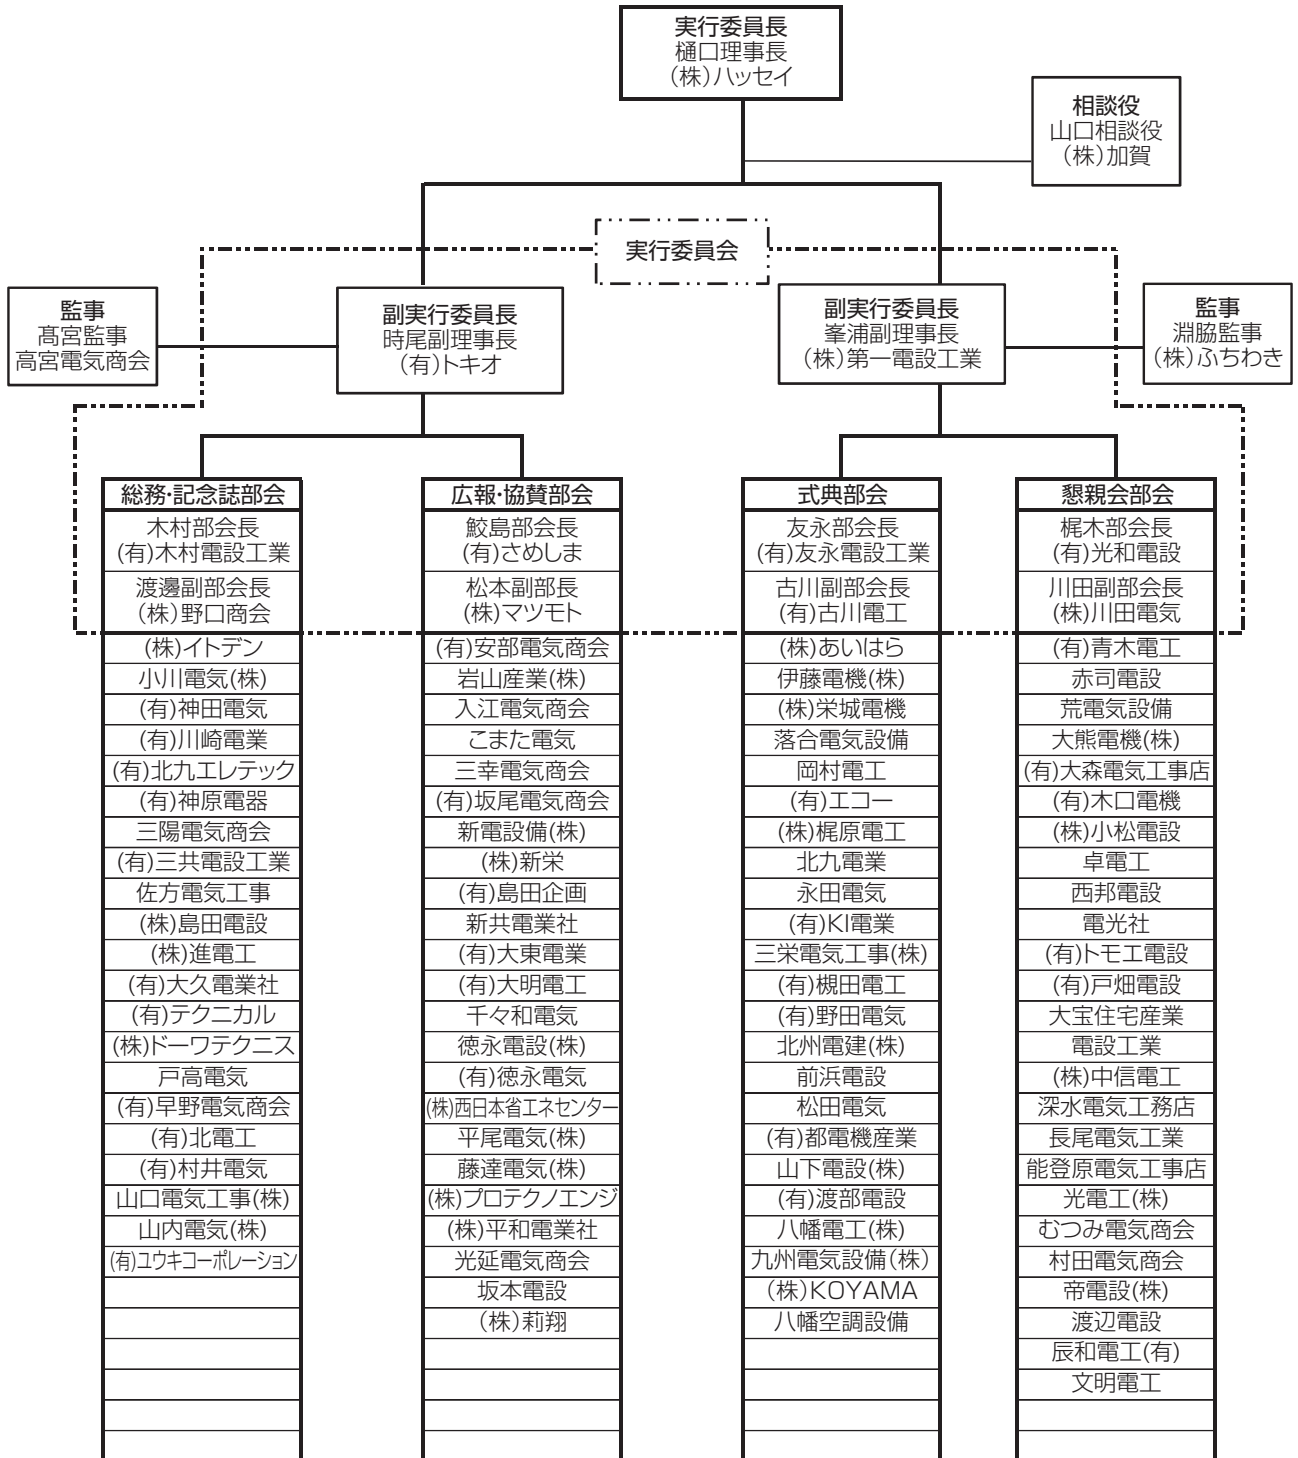 実行委員長
樋口理事長
(株)ハッセイ
相談役
山口相談役
(株)加賀
実行委員会
監事
髙宮監事
高宮電気商会
副実行委員長
時尾副理事長
(有)トキオ
副実行委員長
峯浦副理事長
(株)第一電設工業
監事
淵脇監事
(株)ふちわき
総務・記念誌部会
木村部会長
(有)木村電設工業
渡邊副部会長
(株)野口商会
(株)イトデン
小川電気(株)
(有)神田電気
(有)川崎電業
(有)北九エレテック
(有)神原電器
三陽電気商会
(有)三共電設工業
佐方電気工事
(株)島田電設
(株)進電工
(有)大久電業社
(有)テクニカル
(株)ドーワテクニス
戸高電気
(有)早野電気商会
(有)北電工
(有)村井電気
山口電気工事(株)
山内電気(株)
(有)ユウキコーポレーション
広報・協賛部会
鮫島部会長
(有)さめしま
松本副部長
(株)マツモト
(有)安部電気商会
岩山産業(株)
入江電気商会
こまた電気
三幸電気商会
(有)坂尾電気商会
新電設備(株)
(株)新栄
(有)島田企画
新共電業社
(有)大東電業
(有)大明電工
千々和電気
徳永電設(株)
(有)徳永電気
(株)西日本省エネセンター
平尾電気(株)
藤達電気(株)
(株)プロテクノエンジ
(株)平和電業社
光延電気商会
坂本電設
(株)莉翔
式典部会
友永部会長
(有)友永電設工業
古川副部会長
(有)古川電工
(株)あいはら
伊藤電機(株)
(株)栄城電機
落合電気設備
岡村電工
(有)エコー
(株)梶原電工
北九電業
永田電気
(有)KI電業
三栄電気工事(株)
(有)槻田電工
(有)野田電気
北州電建(株)
前浜電設
松田電気
(有)都電機産業
山下電設(株)
(有)渡部電設
八幡電工(株)
九州電気設備(株)
(株)KOYAMA
八幡空調設備
懇親会部会
梶木部会長
(有)光和電設
川田副部会長
(株)川田電気
(有)青木電工
赤司電設
荒電気設備
大熊電機(株)
(有)大森電気工事店
(有)木口電機
(株)小松電設
卓電工
西邦電設
電光社
(有)トモエ電設
(有)戸畑電設
大宝住宅産業
電設工業
(株)中信電工
深水電気工務店
長尾電気工業
能登原電気工事店
光電工(株)
むつみ電気商会
村田電気商会
帝電設(株)
渡辺電設
辰和電工(有)
文明電工